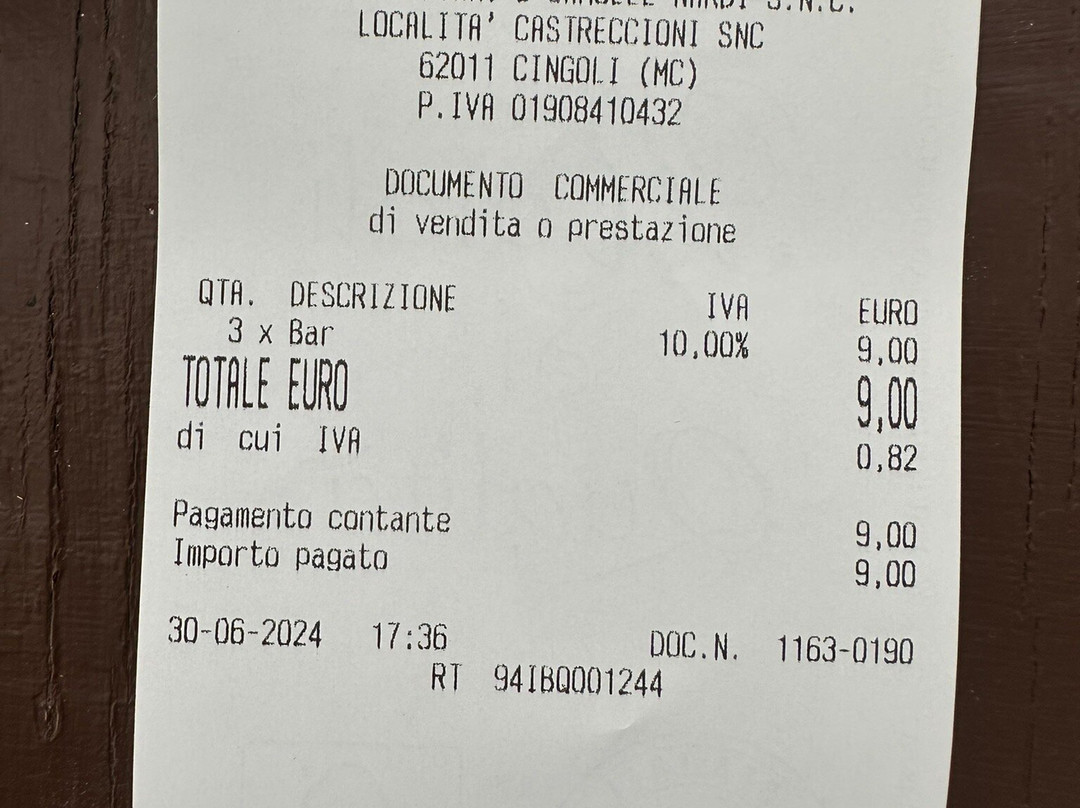 S.N.C.
LOCALITA' CASTRECCIONI SNC
62011 CINGOLI (MC)
P.IVA 01908410432
DOCUMENTO COMMERCIALE
di vendita o prestazione
QTA. DESCRIZIONE IVA EURO
3 x Bar 10,00% 9,00
TOTALE EURO 9,00
di cui IVA 0,82
Pagamento contante 9,00
Importo pagato 9,00
30-06-2024 17:36 DOC.N. 1163-0190
RT 94IBQ001244